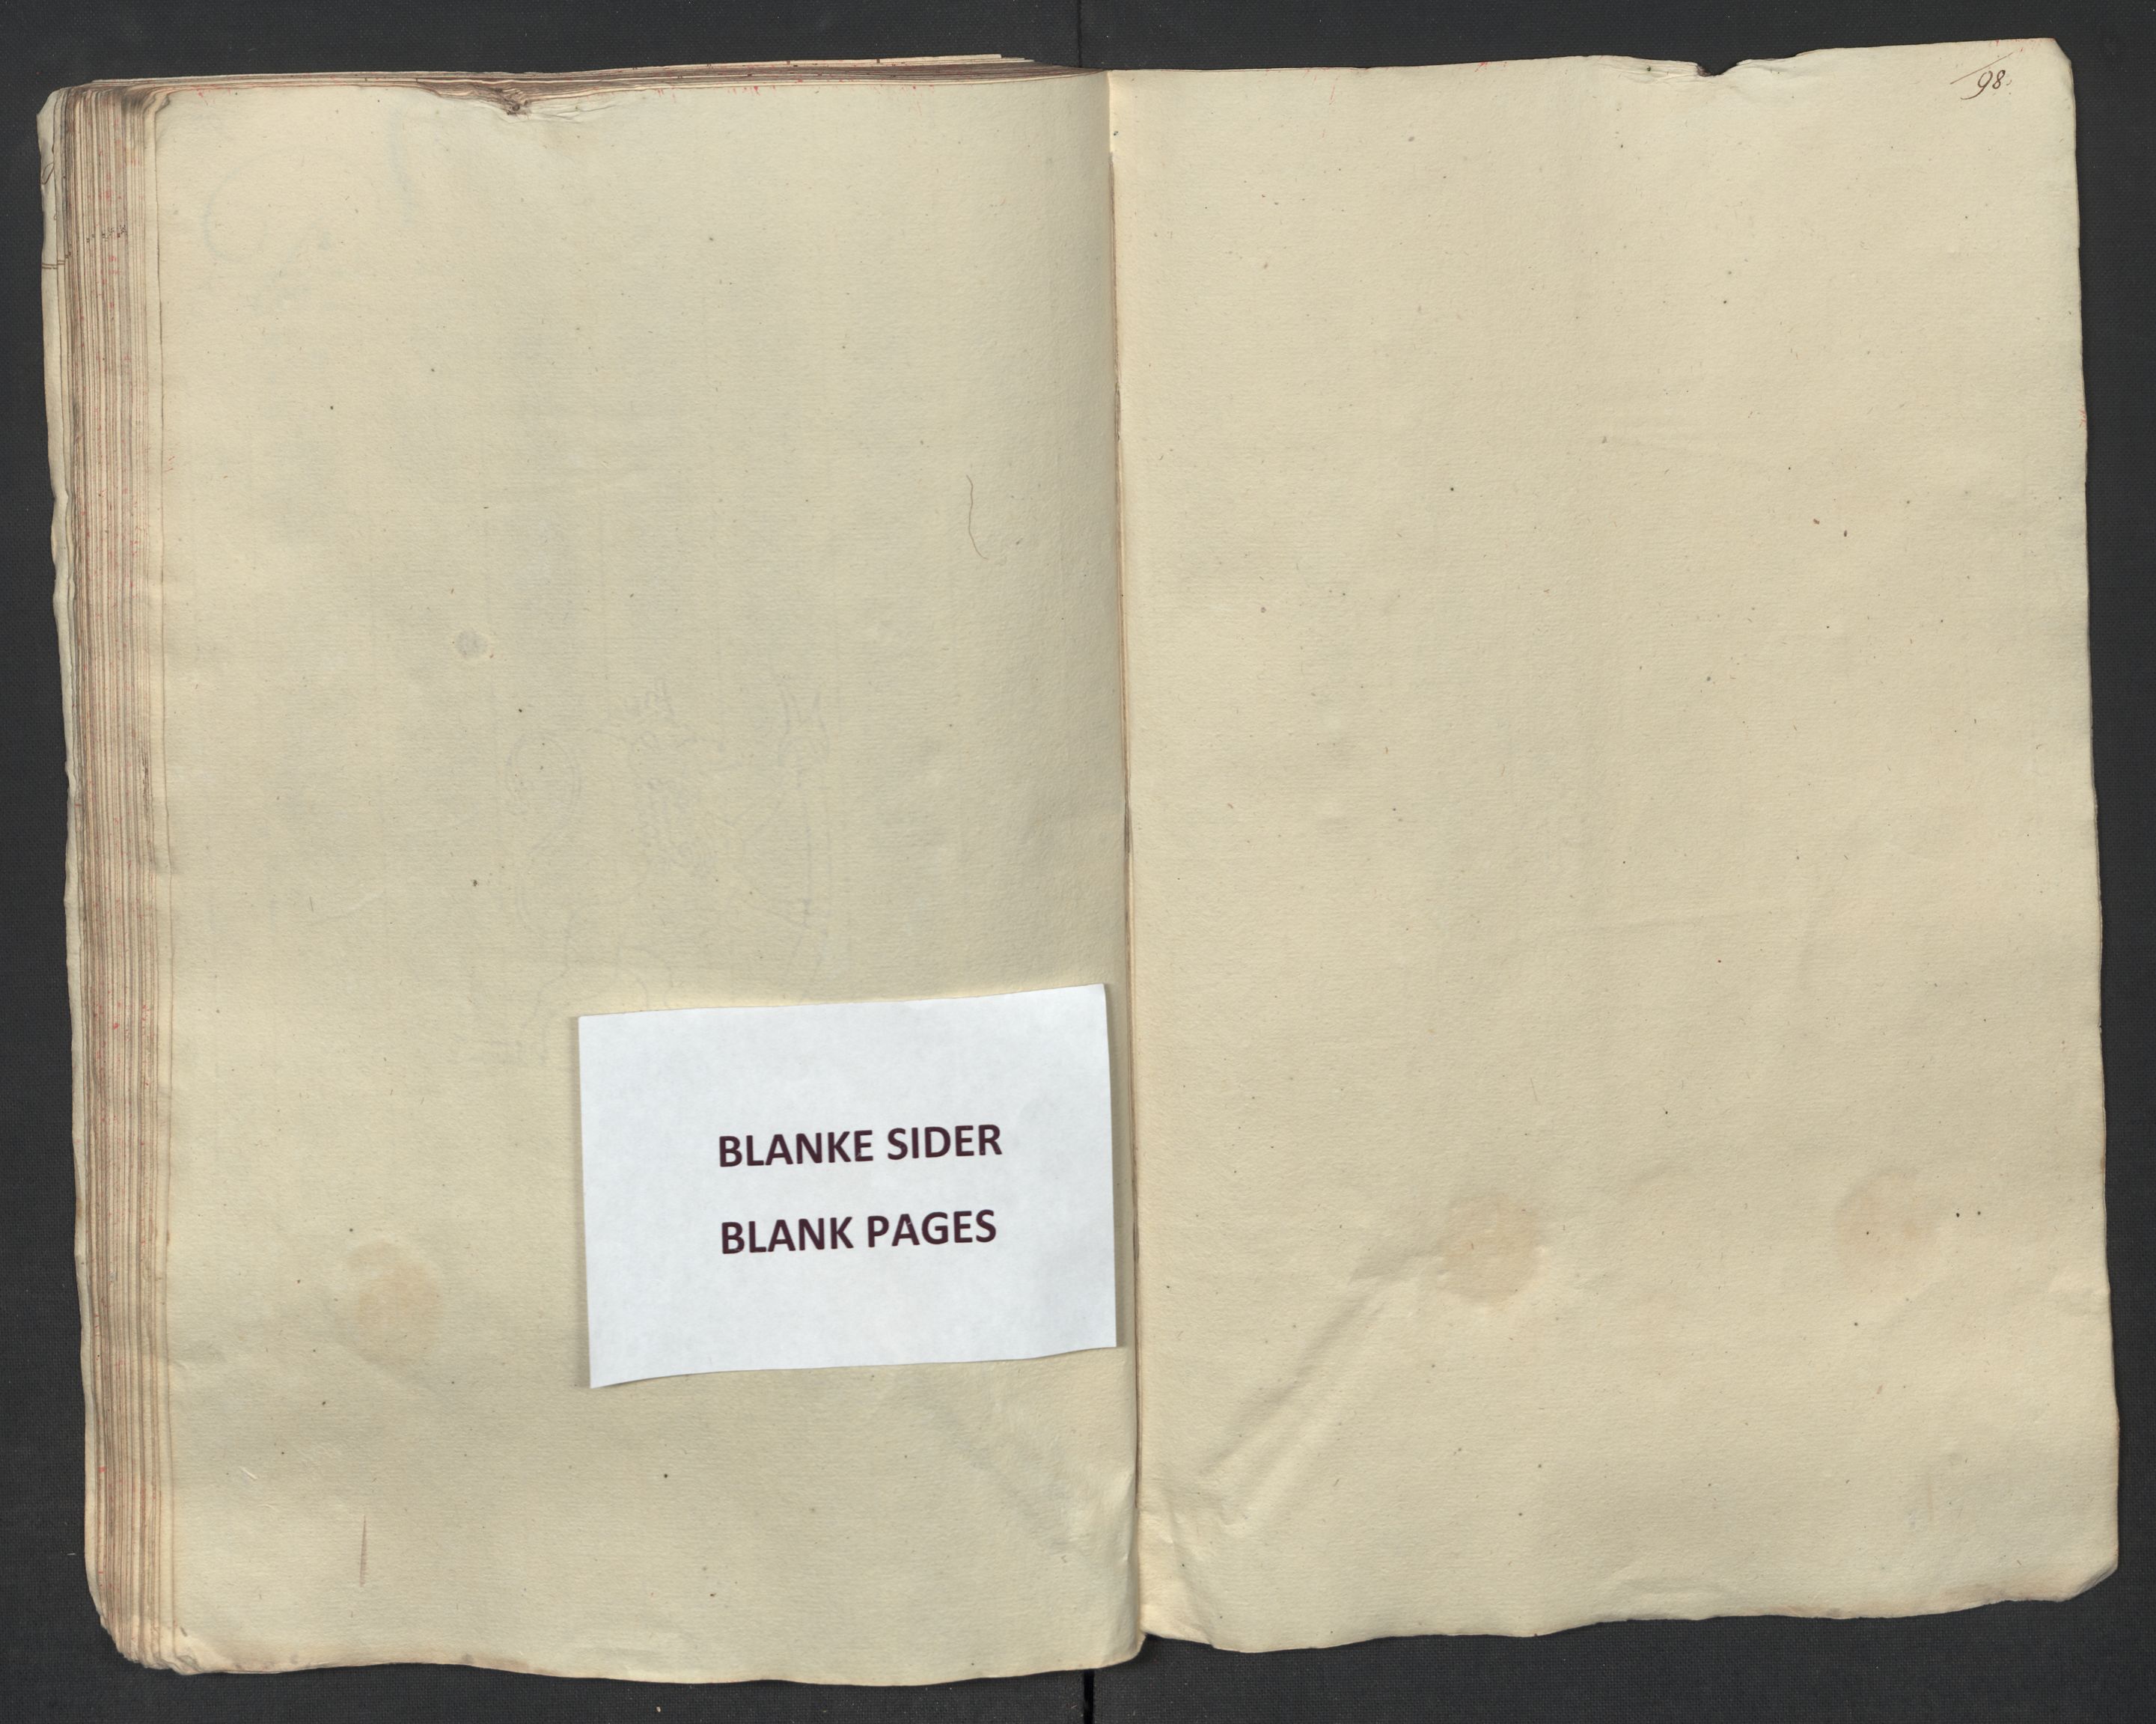 98.
BLANKE SIDER
BLANK PAGES